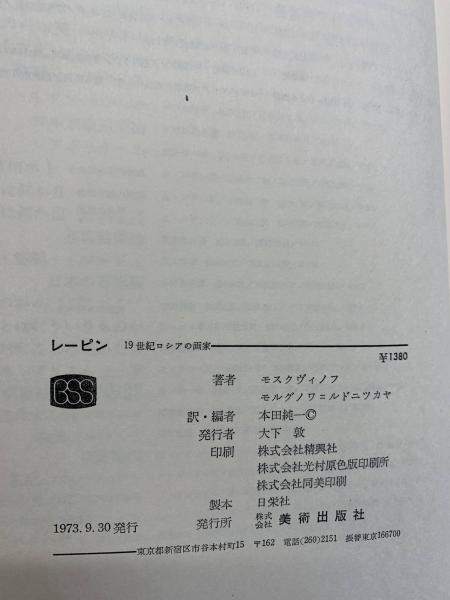 レーピン 19世紀ロシアの画家
¥1380
BSS
著者 モスクヴィノフ
モルグノワ=ルドニツカヤ
訳・編者 本田純一©
発行者 大下 敦
印刷 株式会社精興社
株式会社光村原色版印刷所
株式会社同美印刷
製本 日栄社
1973.9.30発行 発行所 株式会社 美術出版社
東京都新宿区市谷本村町15 〒162 電話(260)2151 振替東京166700